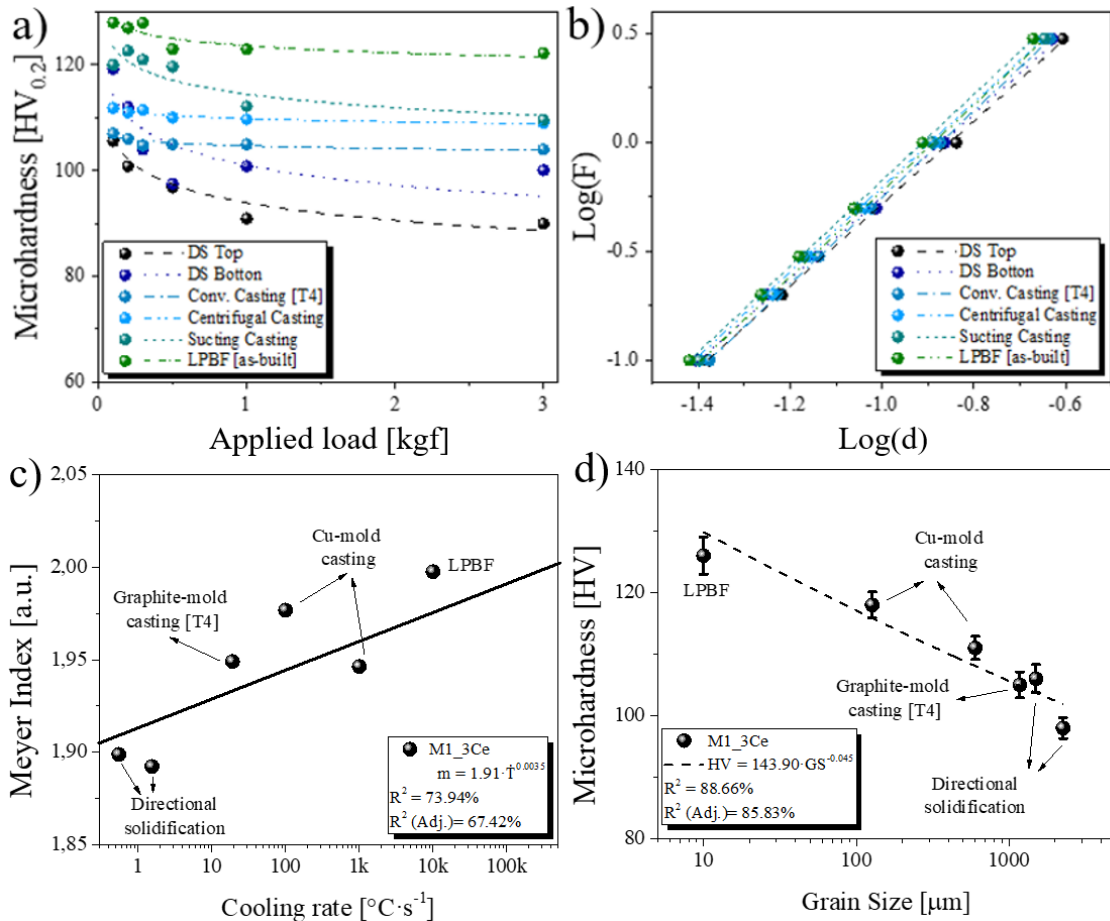 a)
Microhardness [HV0.2]
120
100
80
60
0
1
2
3
Applied load [kgf]
DS Top
DS Botton
Conv. Casting [T4]
Centrifugal Casting
Sucting Casting
LPBF [as-built]
b)
Log(F)
0.5
0.0
-0.5
-1.0
-1.4
-1.2
-1.0
-0.8
-0.6
Log(d)
DS Top
DS Botton
Conv. Casting [T4]
Centrifugal Casting
Sucting Casting
LPBF [as-built]
c)
Meyer Index [a.u.]
2,05
2,00
1,95
1,90
1,85
1
10
100
1k
10k
100k
Cooling rate [°C·s-1]
Cu-mold
casting
LPBF
Graphite-mold
casting [T4]
Directional
solidification
M1_3Ce
m = 1.91·Ṫ0.0035
R2 = 73.94%
R2 (Adj.)= 67.42%
d)
Microhardness [HV]
140
120
100
80
10
100
1000
Grain Size [µm]
Cu-mold
casting
LPBF
Graphite-mold
casting [T4]
Directional
solidification
M1_3Ce
HV = 143.90·GS-0.045
R2 = 88.66%
R2 (Adj.)= 85.83%